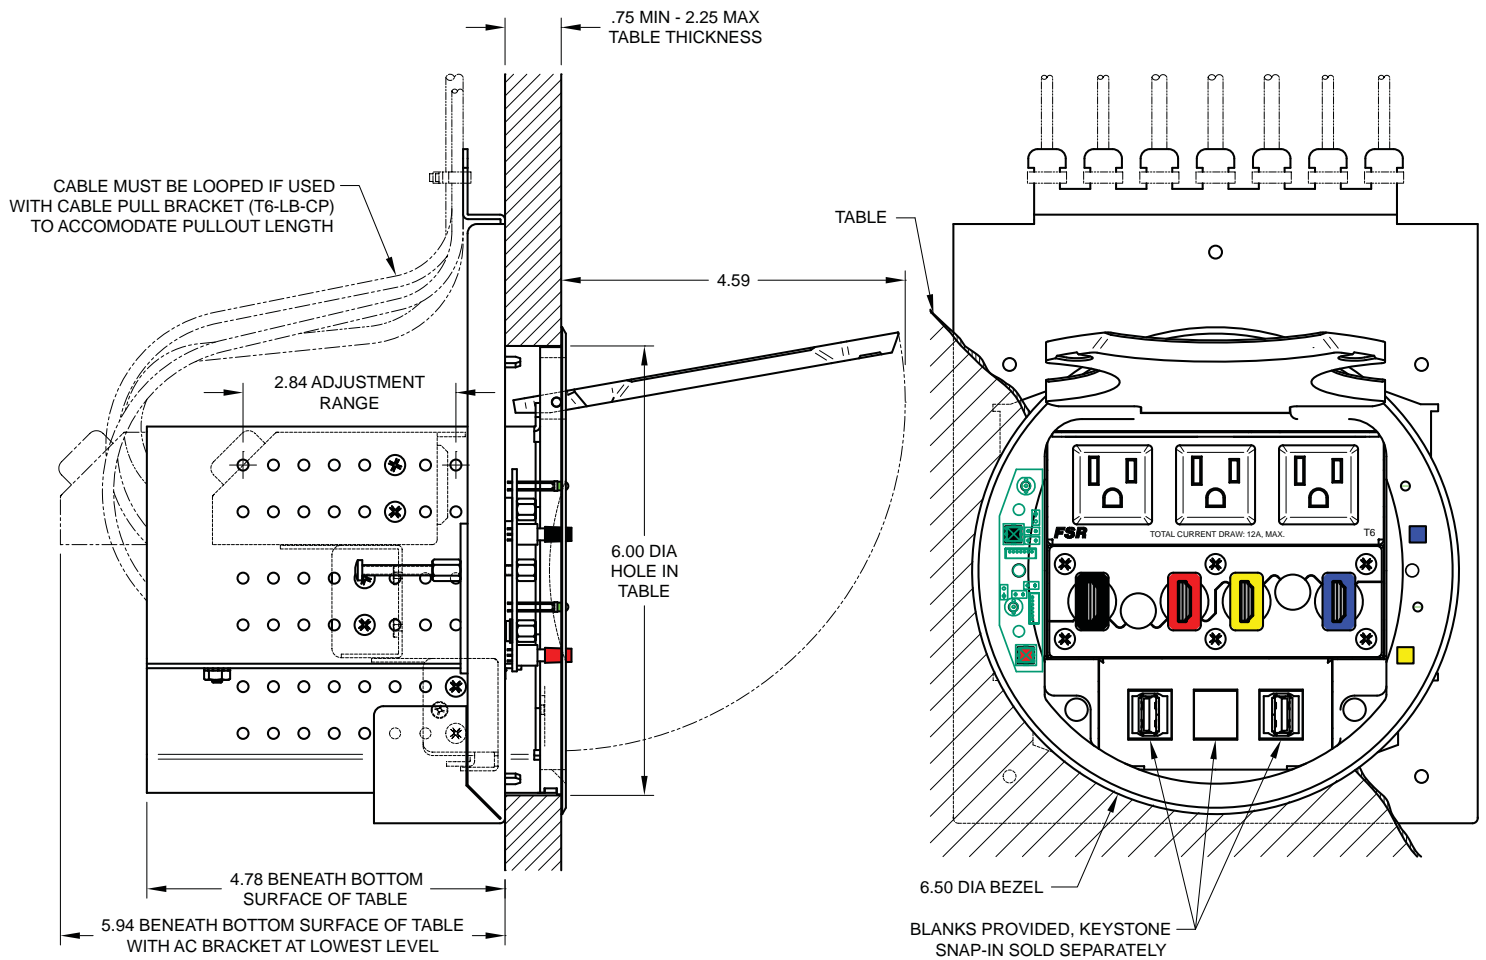 .75 MIN - 2.25 MAX
TABLE THICKNESS
CABLE MUST BE LOOPED IF USED
WITH CABLE PULL BRACKET (T6-LB-CP)
TO ACCOMODATE PULLOUT LENGTH
TABLE
4.59
2.84 ADJUSTMENT
RANGE
6.00 DIA
HOLE IN
TABLE
FSR
TOTAL CURRENT DRAW: 12A, MAX.
T6
4.78 BENEATH BOTTOM
SURFACE OF TABLE
5.94 BENEATH BOTTOM SURFACE OF TABLE
WITH AC BRACKET AT LOWEST LEVEL
6.50 DIA BEZEL
BLANKS PROVIDED, KEYSTONE
SNAP-IN SOLD SEPARATELY